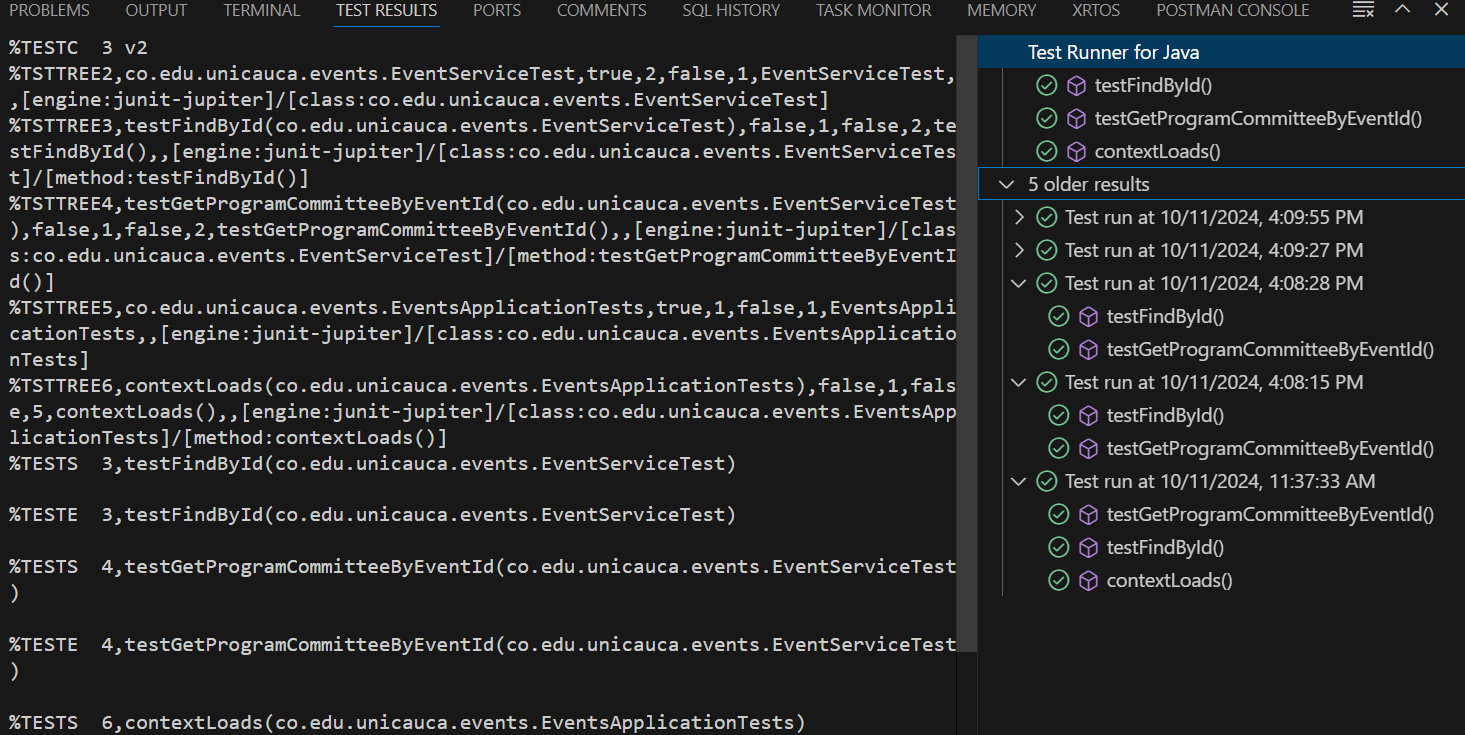 PROBLEMS OUTPUT TERMINAL TEST RESULTS PORTS COMMENTS SQL HISTORY TASK MONITOR MEMORY XRTOS POSTMAN CONSOLE
%TESTC  3 v2
%TSTTREE2,co.edu.unicauca.events.EventServiceTest,true,2,false,1,EventServiceTest,
,[engine:junit-jupiter]/[class:co.edu.unicauca.events.EventServiceTest]
%TSTTREE3,testFindById(co.edu.unicauca.events.EventServiceTest),false,1,false,2,te
stFindById(),,[engine:junit-jupiter]/[class:co.edu.unicauca.events.EventServiceTes
t]/[method:testFindById()]
%TSTTREE4,testGetProgramCommitteeByEventId(co.edu.unicauca.events.EventServiceTest
),false,1,false,2,testGetProgramCommitteeByEventId(),,[engine:junit-jupiter]/[clas
s:co.edu.unicauca.events.EventServiceTest]/[method:testGetProgramCommitteeByEventI
d()]
%TSTTREE5,co.edu.unicauca.events.EventsApplicationTests,true,1,false,1,EventsAppli
cationTests,,[engine:junit-jupiter]/[class:co.edu.unicauca.events.EventsApplicatio
nTests]
%TSTTREE6,contextLoads(co.edu.unicauca.events.EventsApplicationTests),false,1,fals
e,5,contextLoads(),,[engine:junit-jupiter]/[class:co.edu.unicauca.events.EventsApp
licationTests]/[method:contextLoads()]
%TESTS  3,testFindById(co.edu.unicauca.events.EventServiceTest)
%TESTE  3,testFindById(co.edu.unicauca.events.EventServiceTest)
%TESTS  4,testGetProgramCommitteeByEventId(co.edu.unicauca.events.EventServiceTest
)
%TESTE  4,testGetProgramCommitteeByEventId(co.edu.unicauca.events.EventServiceTest
)
%TESTS  6,contextLoads(co.edu.unicauca.events.EventsApplicationTests)
Test Runner for Java
testFindById()
testGetProgramCommitteeByEventId()
contextLoads()
5 older results
Test run at 10/11/2024, 4:09:55 PM
Test run at 10/11/2024, 4:09:27 PM
Test run at 10/11/2024, 4:08:28 PM
testFindById()
testGetProgramCommitteeByEventId()
Test run at 10/11/2024, 4:08:15 PM
testFindById()
testGetProgramCommitteeByEventId()
Test run at 10/11/2024, 11:37:33 AM
testGetProgramCommitteeByEventId()
testFindById()
contextLoads()